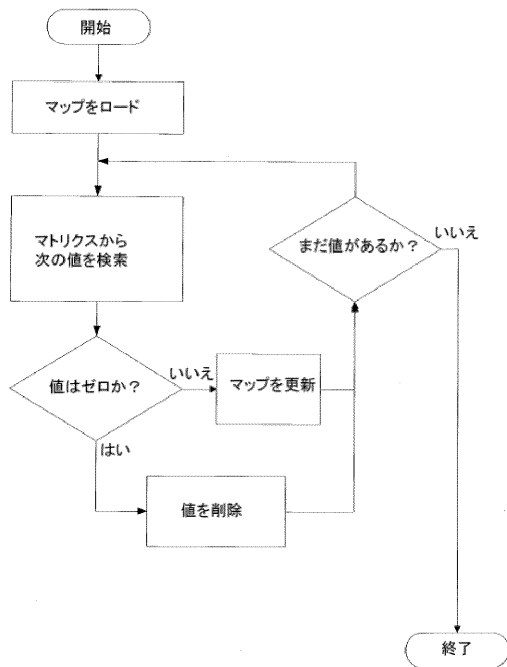 開始
マップをロード
マトリクスから
次の値を検索
まだ値があるか？
いいえ
値はゼロか？
いいえ
マップを更新
はい
値を削除
終了